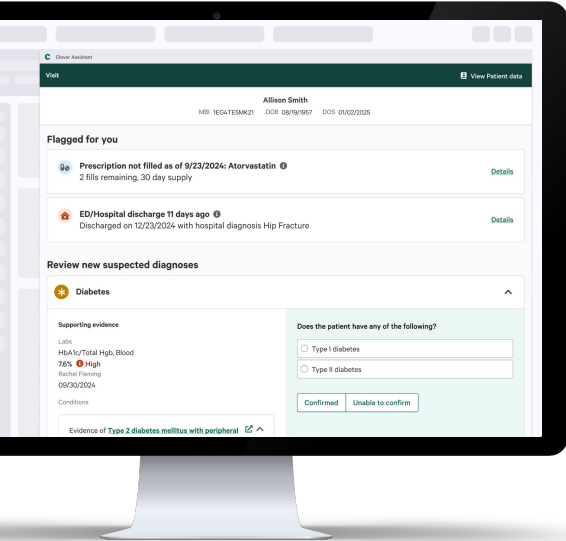 C Clover Assistant
Visit
View Patient data
Allison Smith
MBI 1EG4TE5MK21 DOB 08/19/1957 DOS 01/02/2025
Flagged for you
Prescription not filled as of 9/23/2024: Atorvastatin
2 fills remaining, 30 day supply
Details
ED/Hospital discharge 11 days ago
Discharged on 12/23/2024 with hospital diagnosis Hip Fracture
Details
Review new suspected diagnoses
Diabetes
Supporting evidence
Labs
HbA1c/Total Hgb, Blood
7.6% High
Rachel Fleming
09/30/2024
Conditions
Evidence of Type 2 diabetes mellitus with peripheral
Does the patient have any of the following?
Type I diabetes
Type II diabetes
Confirmed Unable to confirm